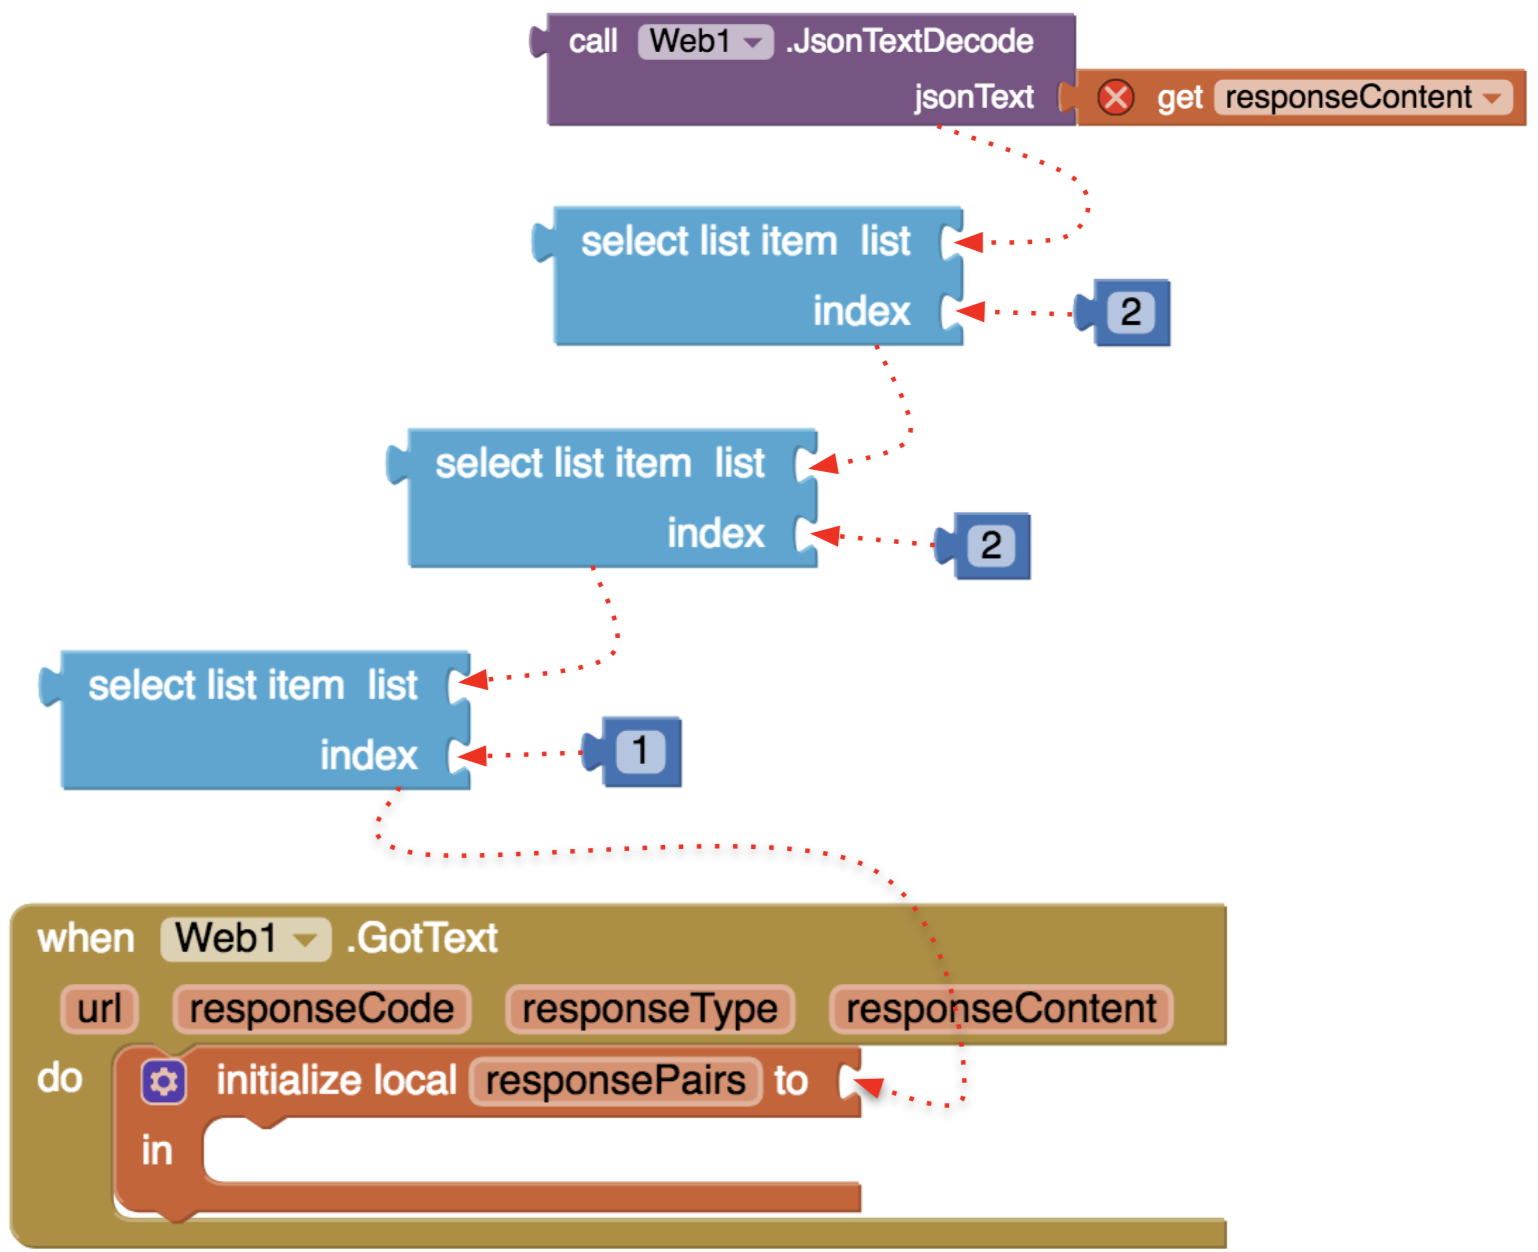 call Web1 .JsonTextDecode
jsonText get responseContent
select list item list
index 2
select list item list
index 2
select list item list
index 1
when Web1 .GotText
url responseCode responseType responseContent
do initialize local responsePairs to
in